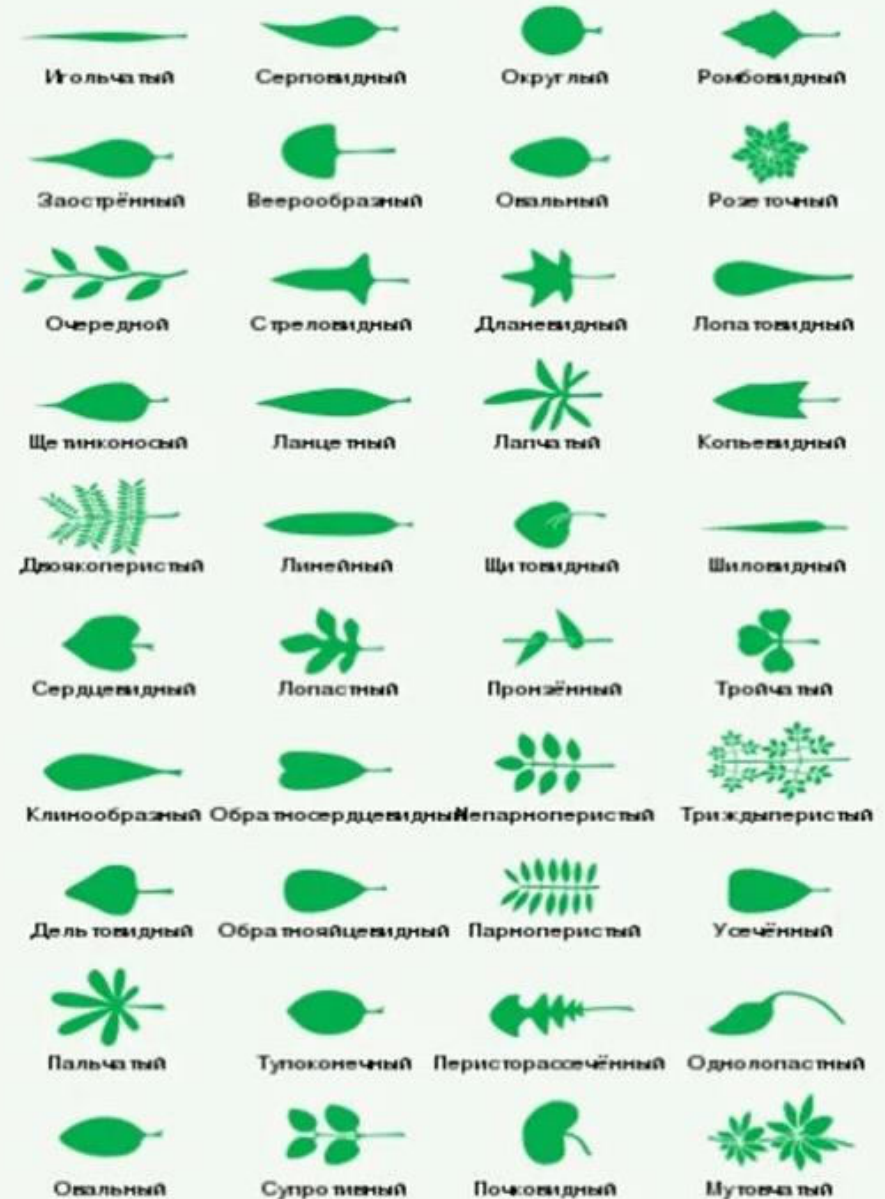 Игольчатый Серповидный Округлый Ромбовидный
Заострённый Веерообразный Овальный Розеточный
Очередной Стреловидный Дланевидный Лопатовидный
Щетинконосый Ланцетный Лапчатый Копьевидный
Двоякоперистый Линейный Щитовидный Шиловидный
Сердцевидный Лопастный Пронзённый Тройчатый
Клинообразный Обратносердцевидный Непарноперистый Триждыперистый
Дельтовидный Обратнояйцевидный Парноперистый Усечённый
Пальчатый Тупоконечный Перисторассечённый Однолопастный
Овальный Супротивный Почковидный Мутовчатый